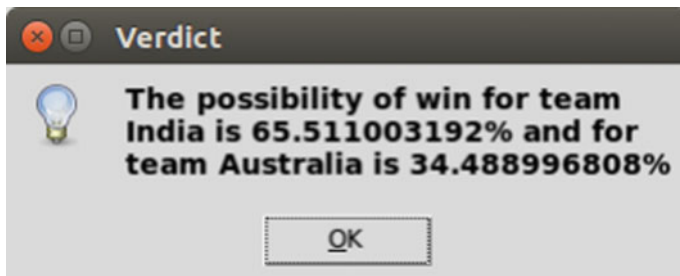 Verdict
The possibility of win for team
India is 65.511003192% and for
team Australia is 34.488996808%
OK